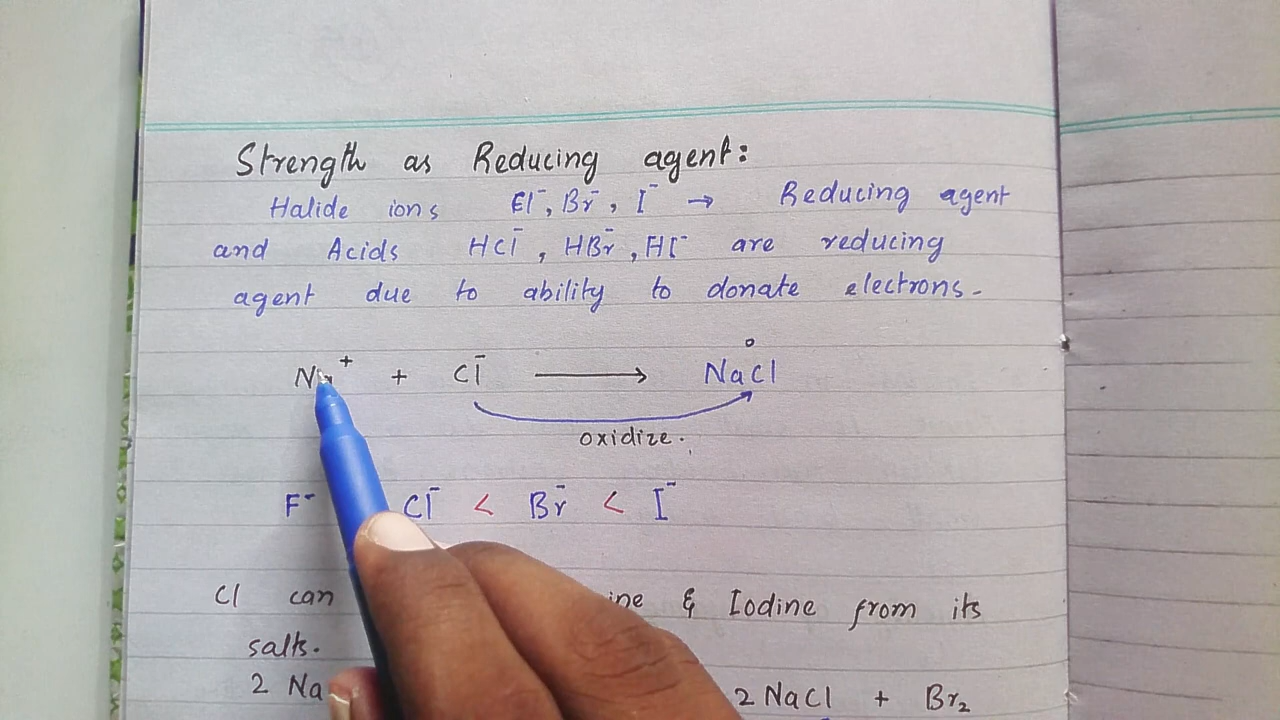 Strength as Reducing agent:
Halide ions Cl⁻, Br⁻, I⁻ → Reducing agent
and Acids HCl⁻, HBr⁻, HI⁻ are reducing
agent due to ability to donate electrons.
Na⁺ + Cl⁻ ⟶ NaCl°
oxidize.
F⁻ Cl⁻ < Br⁻ < I⁻
Cl can & Iodine from its
salts.
2 Na 2 NaCl + Br₂